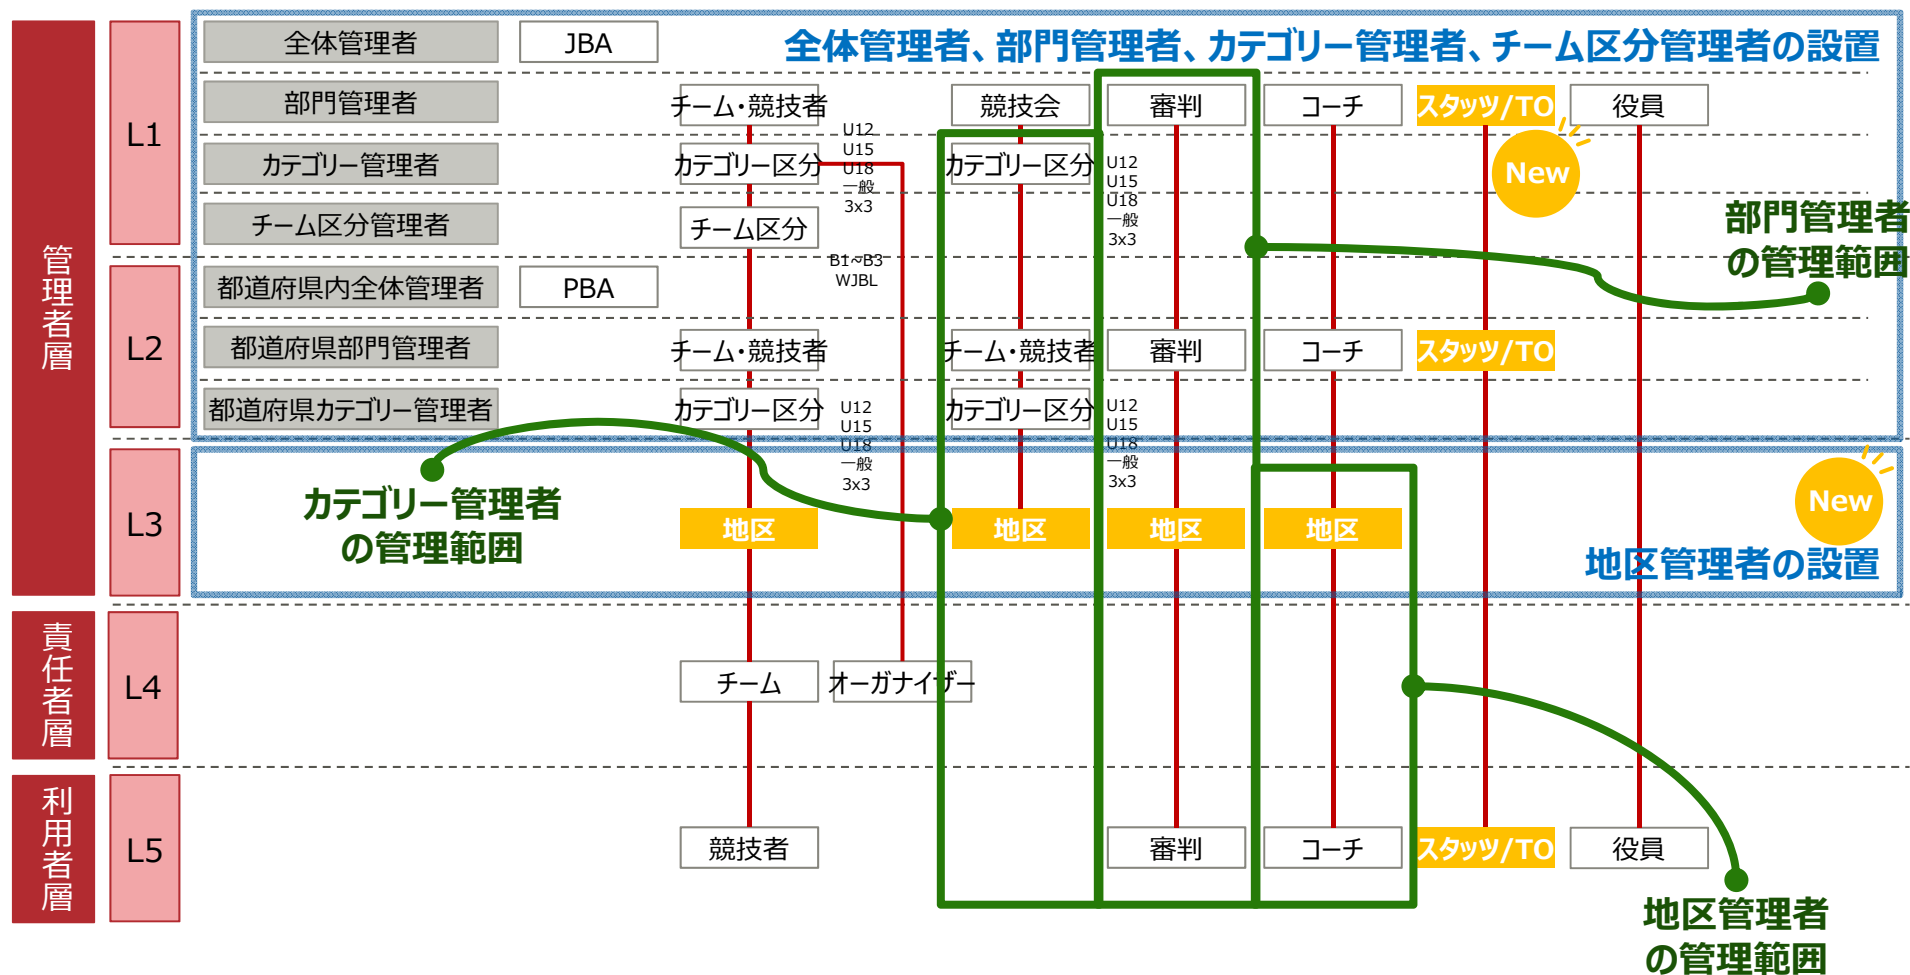 全体管理者、部門管理者、カテゴリー管理者、チーム区分管理者の設置
管理者層
L1
全体管理者
JBA
部門管理者
チーム・競技者
競技会
審判
コーチ
スタッツ/TO
役員
New
カテゴリー管理者
カテゴリー区分
U12
U15
U18
一般
3x3
カテゴリー区分
U12
U15
U18
一般
3x3
チーム区分管理者
チーム区分
B1~B3
WJBL
部門管理者
の管理範囲
L2
都道府県内全体管理者
PBA
都道府県部門管理者
チーム・競技者
チーム・競技者
審判
コーチ
スタッツ/TO
都道府県カテゴリー管理者
カテゴリー区分
U12
U15
U18
一般
3x3
カテゴリー区分
U12
U15
U18
一般
3x3
L3
カテゴリー管理者
の管理範囲
地区
地区
地区
地区
New
地区管理者の設置
責任者層
L4
チーム
オーガナイザー
利用者層
L5
競技者
審判
コーチ
スタッツ/TO
役員
地区管理者
の管理範囲